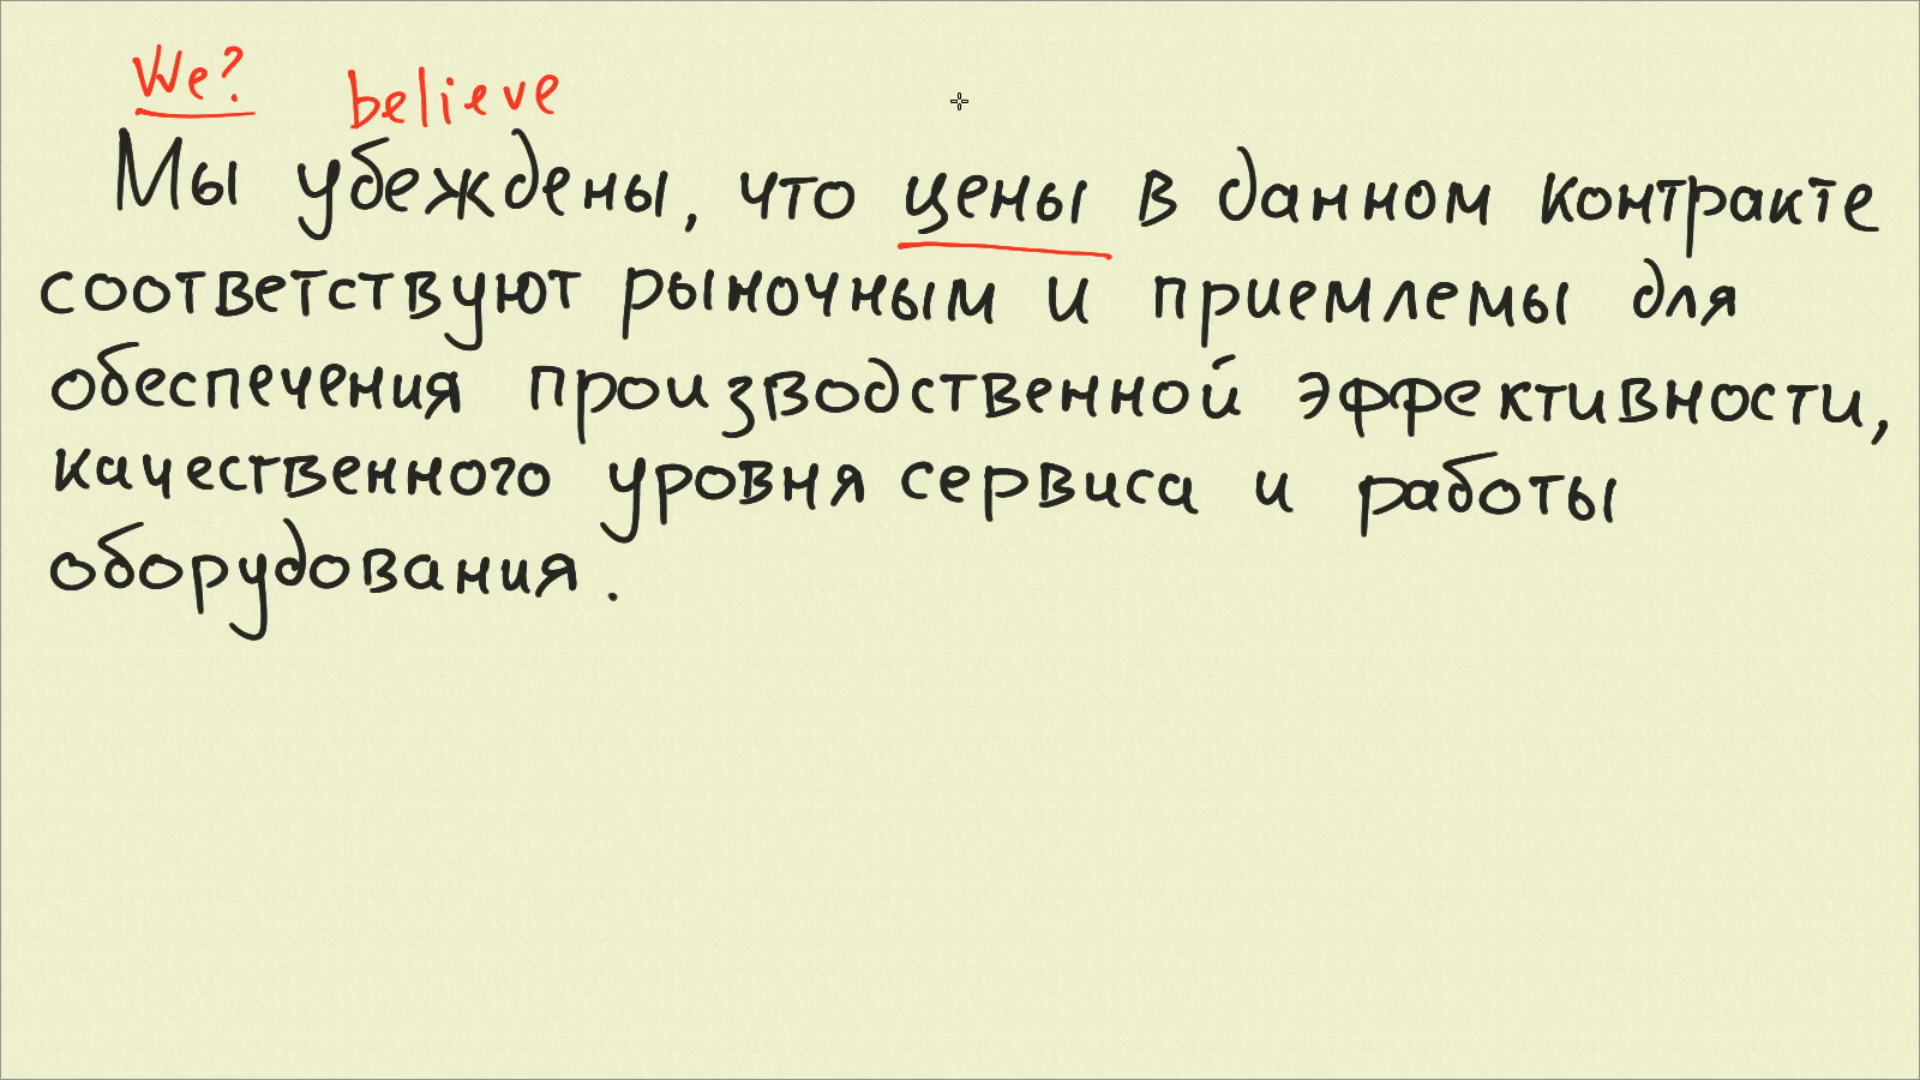 We? believe
Мы убеждены, что цены в данном контракте
соответствуют рыночным и приемлемы для
обеспечения производственной эффективности,
качественного уровня сервиса и работы
оборудования.